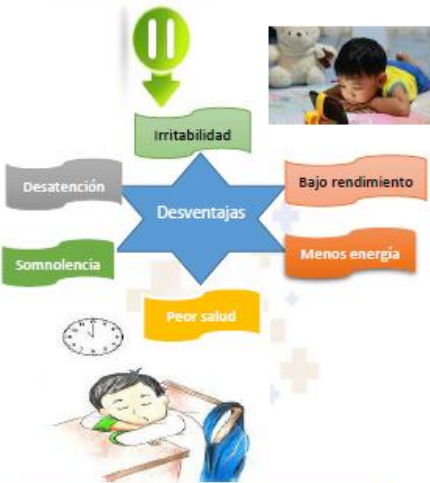 Irritabilidad
Desatención
Bajo rendimiento
Desventajas
Somnolencia
Menos energía
Peor salud